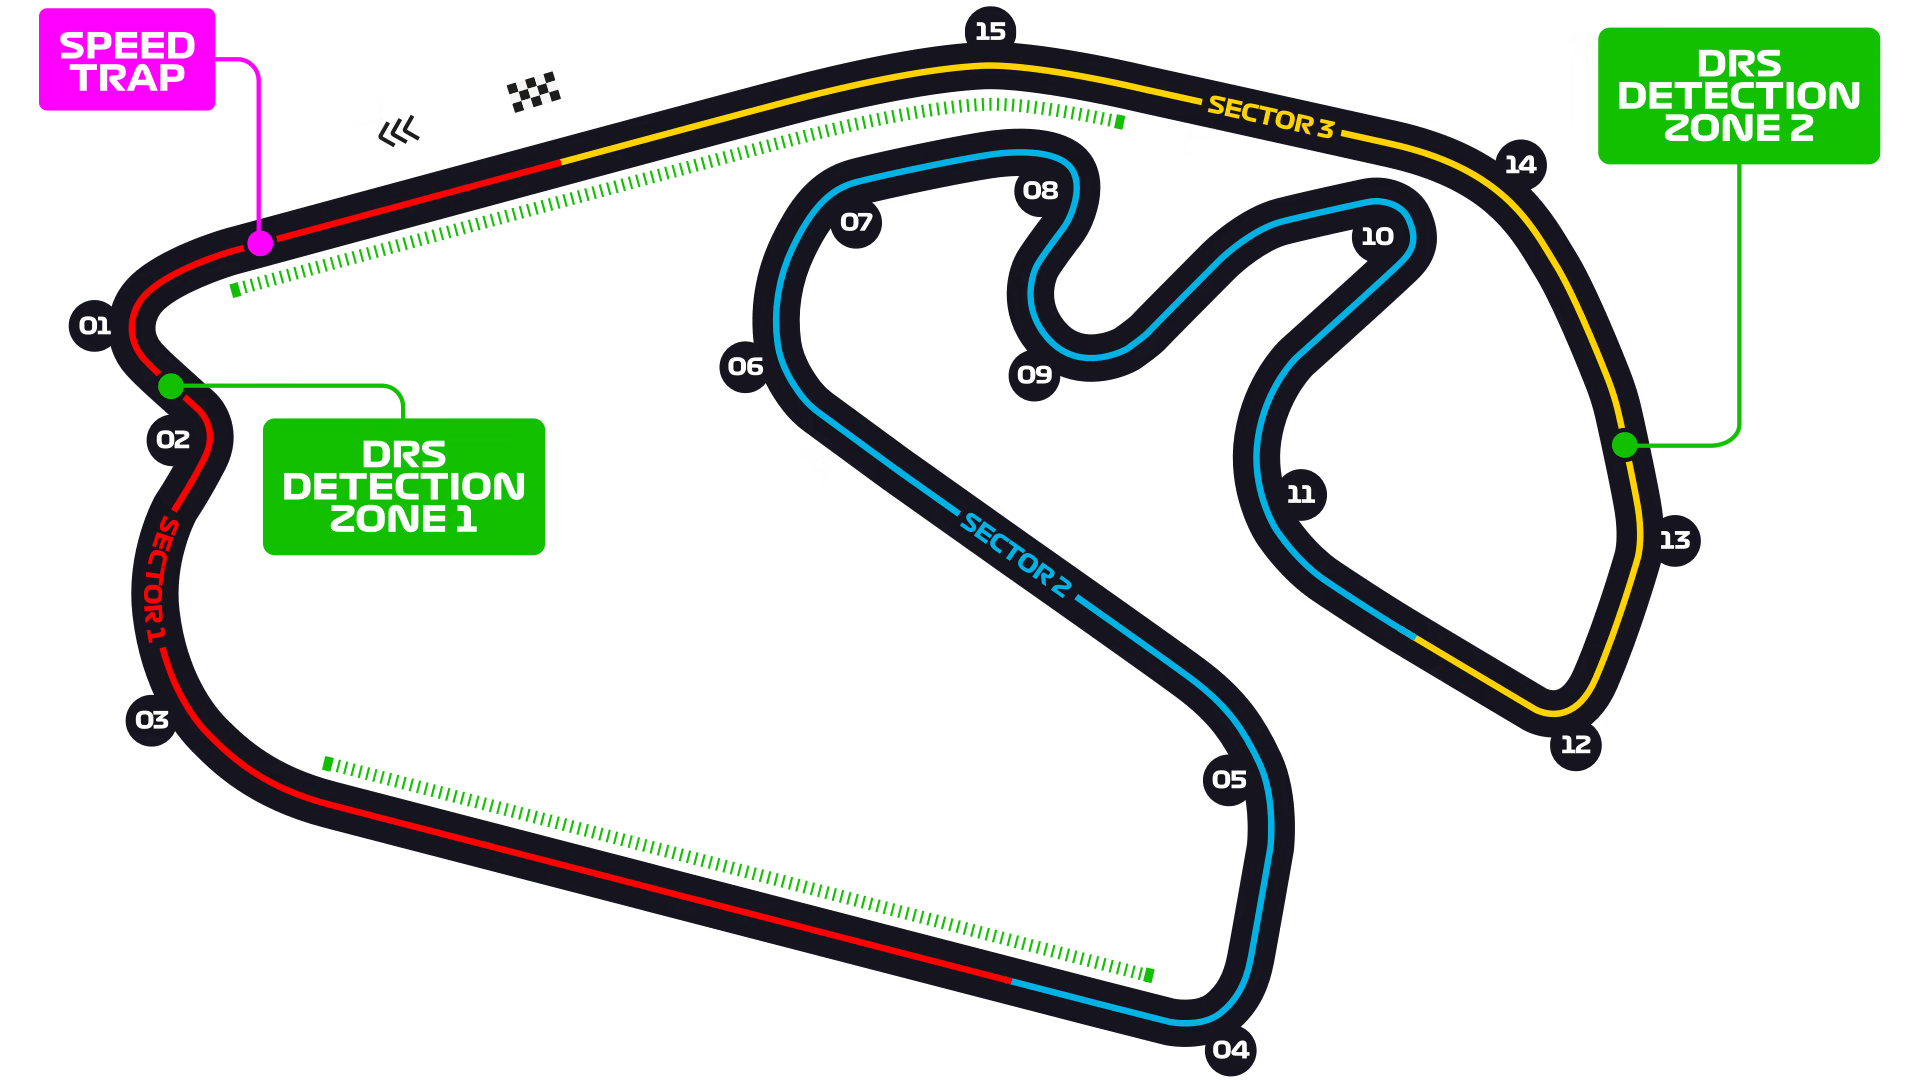 SPEED
TRAP
15
DRS
DETECTION
ZONE 2
SECTOR 3
14
08
07
10
01
06
09
02
DRS
DETECTION
ZONE 1
11
SECTOR 2
13
SECTOR 1
03
12
05
04